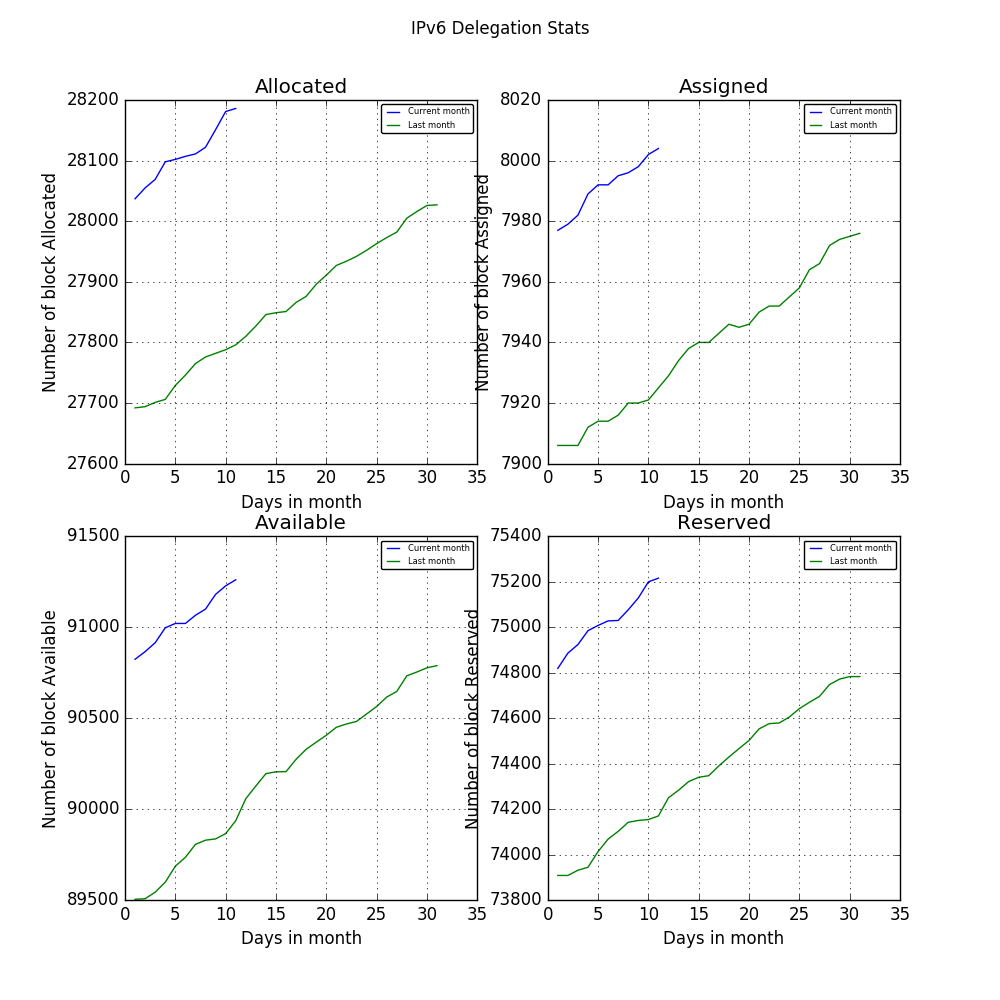 IPv6 Delegation Stats
Allocated
28200
28100
28000
27900
27800
27700
27600
Number of block Allocated
Current month
Last month
0 5 10 15 20 25 30 35
Days in month
Assigned
8020
8000
7980
7960
7940
7920
7900
Number of block Assigned
Current month
Last month
0 5 10 15 20 25 30 35
Days in month
Available
91500
91000
90500
90000
89500
Number of block Available
Current month
Last month
0 5 10 15 20 25 30 35
Days in month
Reserved
75400
75200
75000
74800
74600
74400
74200
74000
73800
Number of block Reserved
Current month
Last month
0 5 10 15 20 25 30 35
Days in month